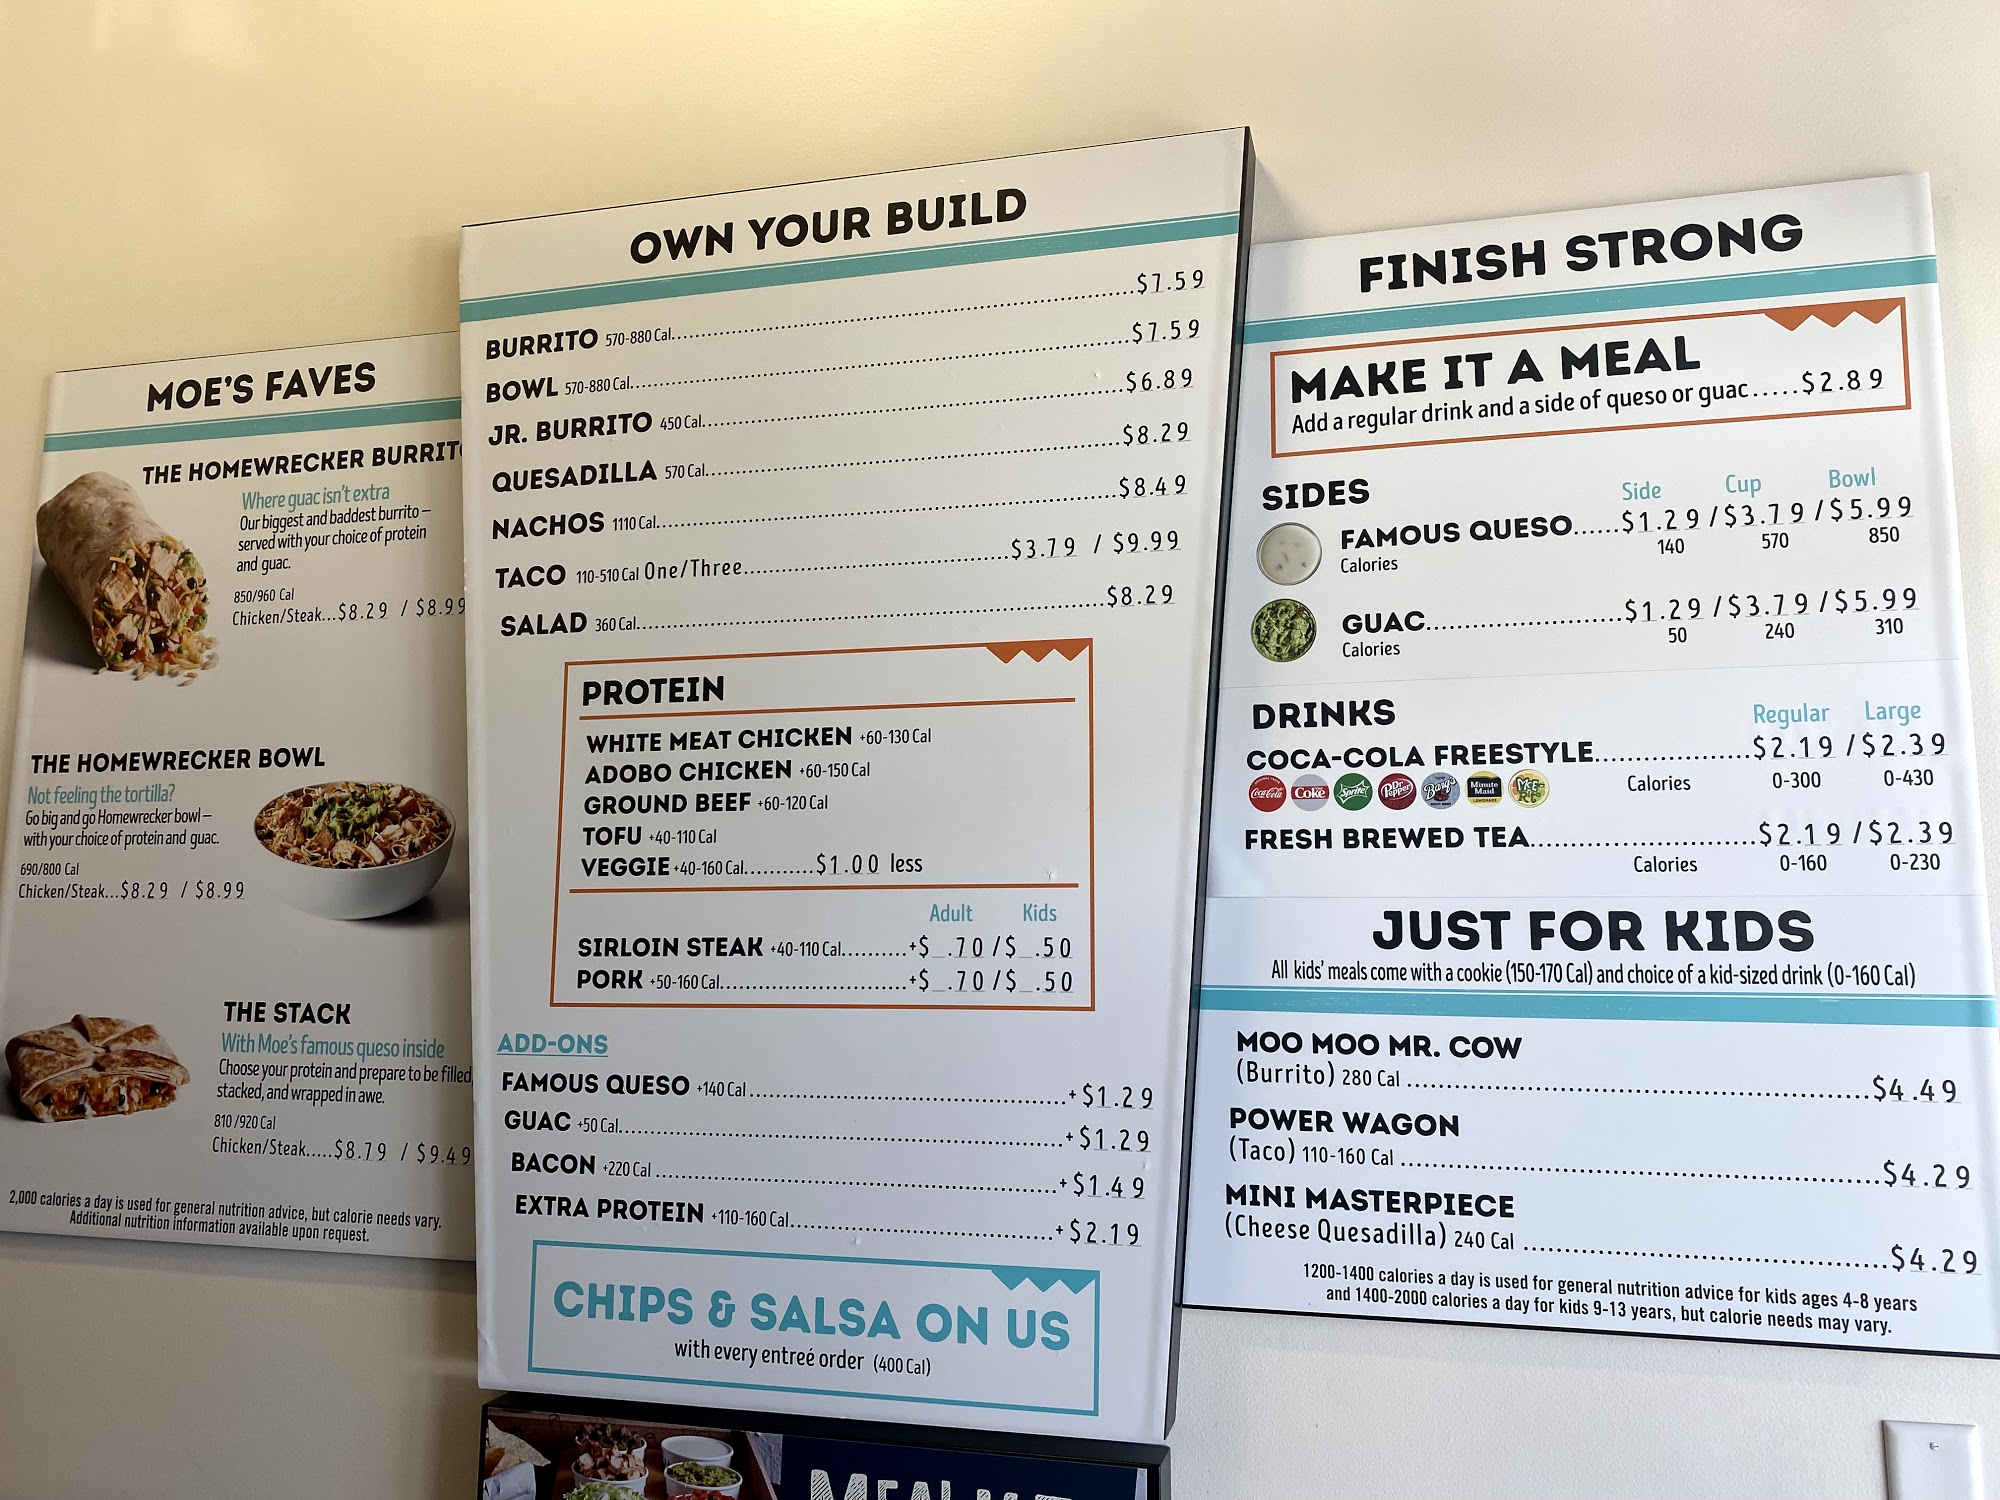 MOE'S FAVES
THE HOMEWRECKER BURRITO
Where guac isn't extra
Our biggest and baddest burrito –
served with your choice of protein
and guac.
850/960 Cal
Chicken/Steak...$8.29 / $8.99
THE HOMEWRECKER BOWL
Not feeling the tortilla?
Go big and go Homewrecker bowl –
with your choice of protein and guac.
690/800 Cal
Chicken/Steak...$8.29 / $8.99
THE STACK
With Moe's famous queso inside
Choose your protein and prepare to be filled,
stacked, and wrapped in awe.
810/920 Cal
Chicken/Steak.....$8.79 / $9.49
2,000 calories a day is used for general nutrition advice, but calorie needs vary.
Additional nutrition information available upon request.
OWN YOUR BUILD
BURRITO 570-880 Cal...$7.59
BOWL 570-880 Cal...$7.59
JR. BURRITO 450 Cal...$6.89
QUESADILLA 570 Cal...$8.29
NACHOS 1110 Cal...$8.49
TACO 110-510 Cal One/Three...$3.79 / $9.99
SALAD 360 Cal...$8.29
PROTEIN
WHITE MEAT CHICKEN +60-130 Cal
ADOBO CHICKEN +60-150 Cal
GROUND BEEF +60-120 Cal
TOFU +40-110 Cal
VEGGIE +40-160 Cal...$1.00 less
Adult Kids
SIRLOIN STEAK +40-110 Cal...+$_.70/$_.50
PORK +50-160 Cal...+$_.70/$_.50
ADD-ONS
FAMOUS QUESO +140 Cal...+$1.29
GUAC +50 Cal...+$1.29
BACON +220 Cal...+$1.49
EXTRA PROTEIN +110-160 Cal...+$2.19
CHIPS & SALSA ON US
with every entreé order (400 Cal)
FINISH STRONG
MAKE IT A MEAL
Add a regular drink and a side of queso or guac.....$2.89
SIDES Side Cup Bowl
FAMOUS QUESO......$1.29/$3.79/$5.99
Calories 140 570 850
GUAC...$1.29/$3.79/$5.99
Calories 50 240 310
DRINKS Regular Large
COCA-COLA FREESTYLE...$2.19/$2.39
Coca-Cola Coke Sprite Dr Pepper Barq's Minute Maid LEMONADE
Calories 0-300 0-430
FRESH BREWED TEA...$2.19/$2.39
Calories 0-160 0-230
JUST FOR KIDS
All kids' meals come with a cookie (150-170 Cal) and choice of a kid-sized drink (0-160 Cal)
MOO MOO MR. COW
(Burrito) 280 Cal...$4.49
POWER WAGON
(Taco) 110-160 Cal...$4.29
MINI MASTERPIECE
(Cheese Quesadilla) 240 Cal...$4.29
1200-1400 calories a day is used for general nutrition advice for kids ages 4-8 years
and 1400-2000 calories a day for kids 9-13 years, but calorie needs may vary.